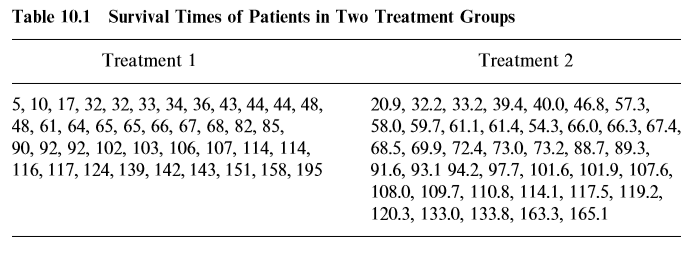 Table 10.1 Survival Times of Patients in Two Treatment Groups
Treatment 1 Treatment 2
5, 10, 17, 32, 32, 33, 34, 36, 43, 44, 44, 48,
48, 61, 64, 65, 65, 66, 67, 68, 82, 85,
90, 92, 92, 102, 103, 106, 107, 114, 114,
116, 117, 124, 139, 142, 143, 151, 158, 195
20.9, 32.2, 33.2, 39.4, 40.0, 46.8, 57.3,
58.0, 59.7, 61.1, 61.4, 54.3, 66.0, 66.3, 67.4,
68.5, 69.9, 72.4, 73.0, 73.2, 88.7, 89.3,
91.6, 93.1 94.2, 97.7, 101.6, 101.9, 107.6,
108.0, 109.7, 110.8, 114.1, 117.5, 119.2,
120.3, 133.0, 133.8, 163.3, 165.1